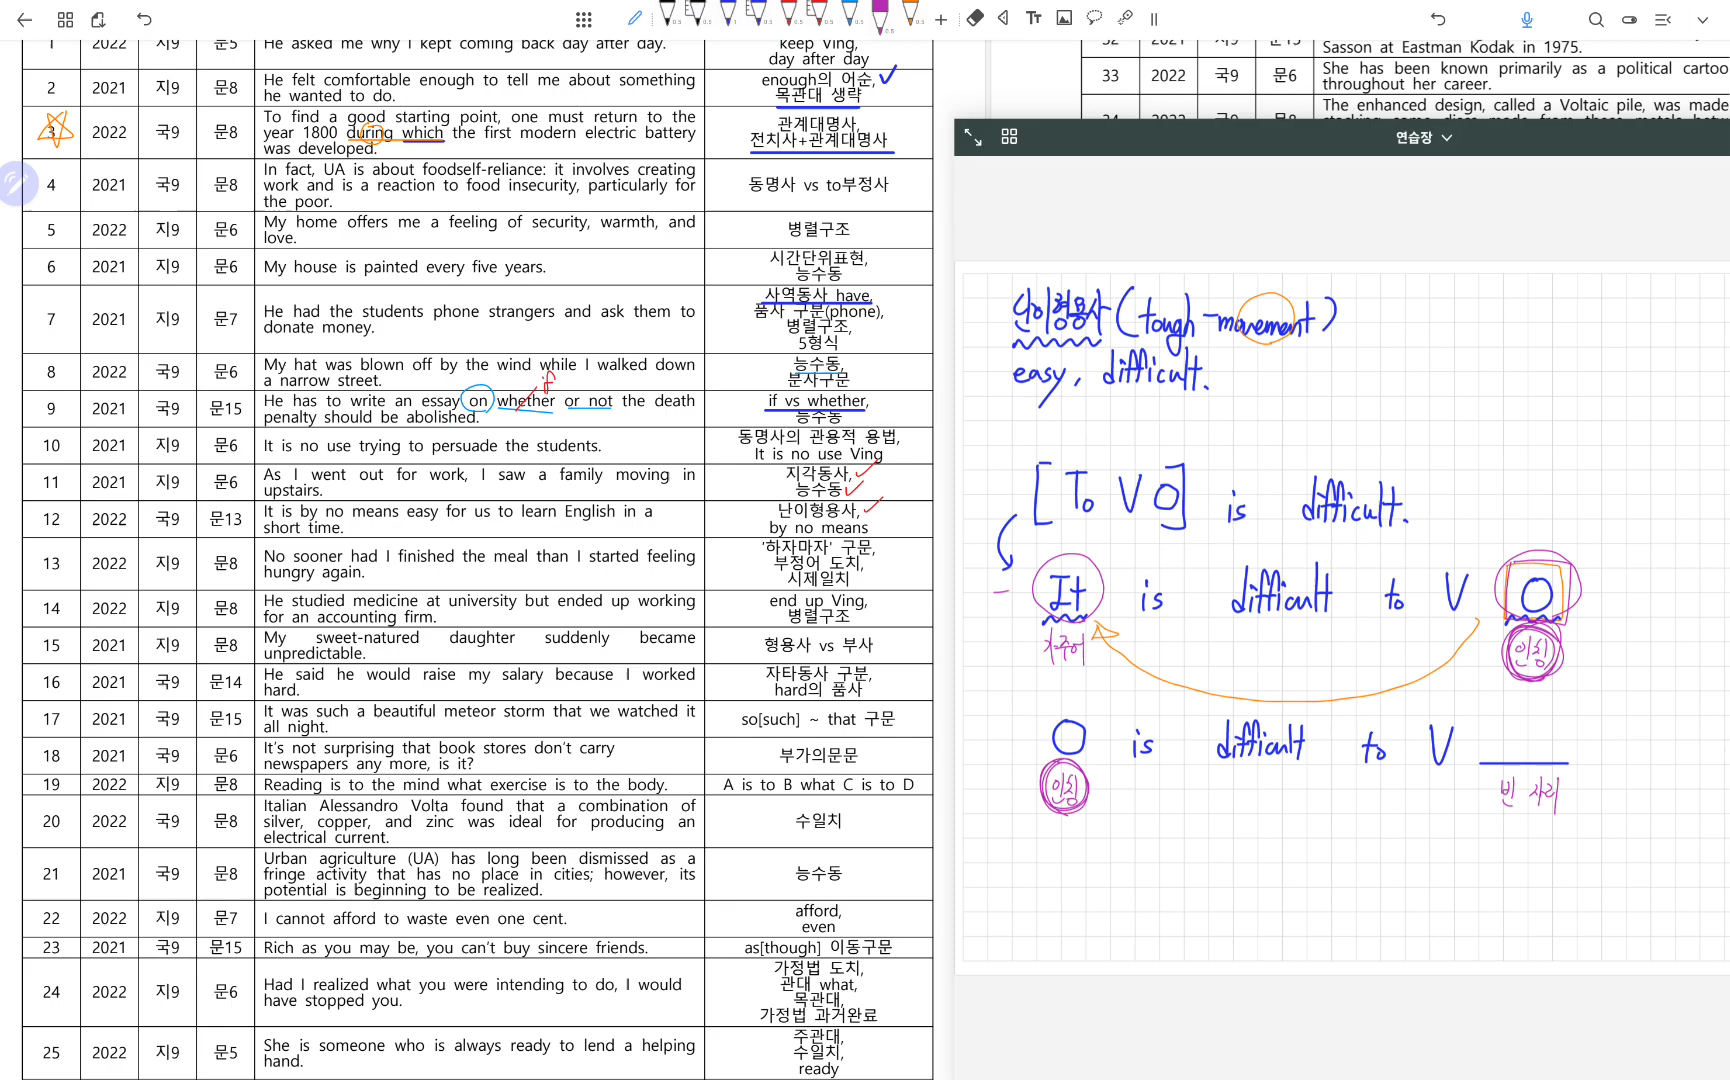 1 2022 지9 문5 He asked me why I kept coming back day after day. keep Ving,
day after day
2 2021 지9 문8 He felt comfortable enough to tell me about something
he wanted to do.
enough의 어순,
목관대 생략
3 2022 국9 문8 To find a good starting point, one must return to the
year 1800 during which the first modern electric battery
was developed.
관계대명사,
전치사+관계대명사
4 2021 국9 문8 In fact, UA is about foodself-reliance: it involves creating
work and is a reaction to food insecurity, particularly for
the poor.
동명사 vs to부정사
5 2022 지9 문6 My home offers me a feeling of security, warmth, and
love.
병렬구조
6 2021 지9 문6 My house is painted every five years.
시간단위표현,
능수동
7 2021 지9 문7 He had the students phone strangers and ask them to
donate money.
사역동사 have,
품사 구분(phone),
병렬구조,
5형식
8 2022 국9 문6 My hat was blown off by the wind while I walked down
a narrow street.
능수동,
분사구문
if
9 2021 국9 문15 He has to write an essay on whether or not the death
penalty should be abolished.
if vs whether,
능수동
10 2021 지9 문6 It is no use trying to persuade the students.
동명사의 관용적 용법,
It is no use Ving
11 2021 지9 문6 As I went out for work, I saw a family moving in
upstairs.
지각동사,
능수동
12 2022 국9 문13 It is by no means easy for us to learn English in a
short time.
난이형용사,
by no means
13 2022 지9 문8 No sooner had I finished the meal than I started feeling
hungry again.
'하자마자' 구문,
부정어 도치,
시제일치
14 2022 지9 문8 He studied medicine at university but ended up working
for an accounting firm.
end up Ving,
병렬구조
15 2021 지9 문8 My sweet-natured daughter suddenly became
unpredictable.
형용사 vs 부사
16 2021 국9 문14 He said he would raise my salary because I worked
hard.
자타동사 구분,
hard의 품사
17 2021 국9 문15 It was such a beautiful meteor storm that we watched it
all night.
so[such] ~ that 구문
18 2021 국9 문6 It's not surprising that book stores don't carry
newspapers any more, is it?
부가의문문
19 2022 지9 문8 Reading is to the mind what exercise is to the body. A is to B what C is to D
20 2022 국9 문8 Italian Alessandro Volta found that a combination of
silver, copper, and zinc was ideal for producing an
electrical current.
수일치
21 2021 국9 문8 Urban agriculture (UA) has long been dismissed as a
fringe activity that has no place in cities; however, its
potential is beginning to be realized.
능수동
22 2022 지9 문7 I cannot afford to waste even one cent.
afford,
even
23 2021 국9 문15 Rich as you may be, you can't buy sincere friends. as[though] 이동구문
24 2022 지9 문6 Had I realized what you were intending to do, I would
have stopped you.
가정법 도치,
관대 what,
목관대,
가정법 과거완료
25 2022 지9 문5 She is someone who is always ready to lend a helping
hand.
주관대,
수일치,
ready
Sasson at Eastman Kodak in 1975.
33 2022 국9 문6 She has been known primarily as a political cartoo
throughout her career.
The enhanced design, called a Voltaic pile, was made
연습장
난이형용사 (tough-movement)
easy, difficult.
[To V O] is difficult.
It is difficult to V O
가주어 인칭
O is difficult to V
인칭 빈 자리